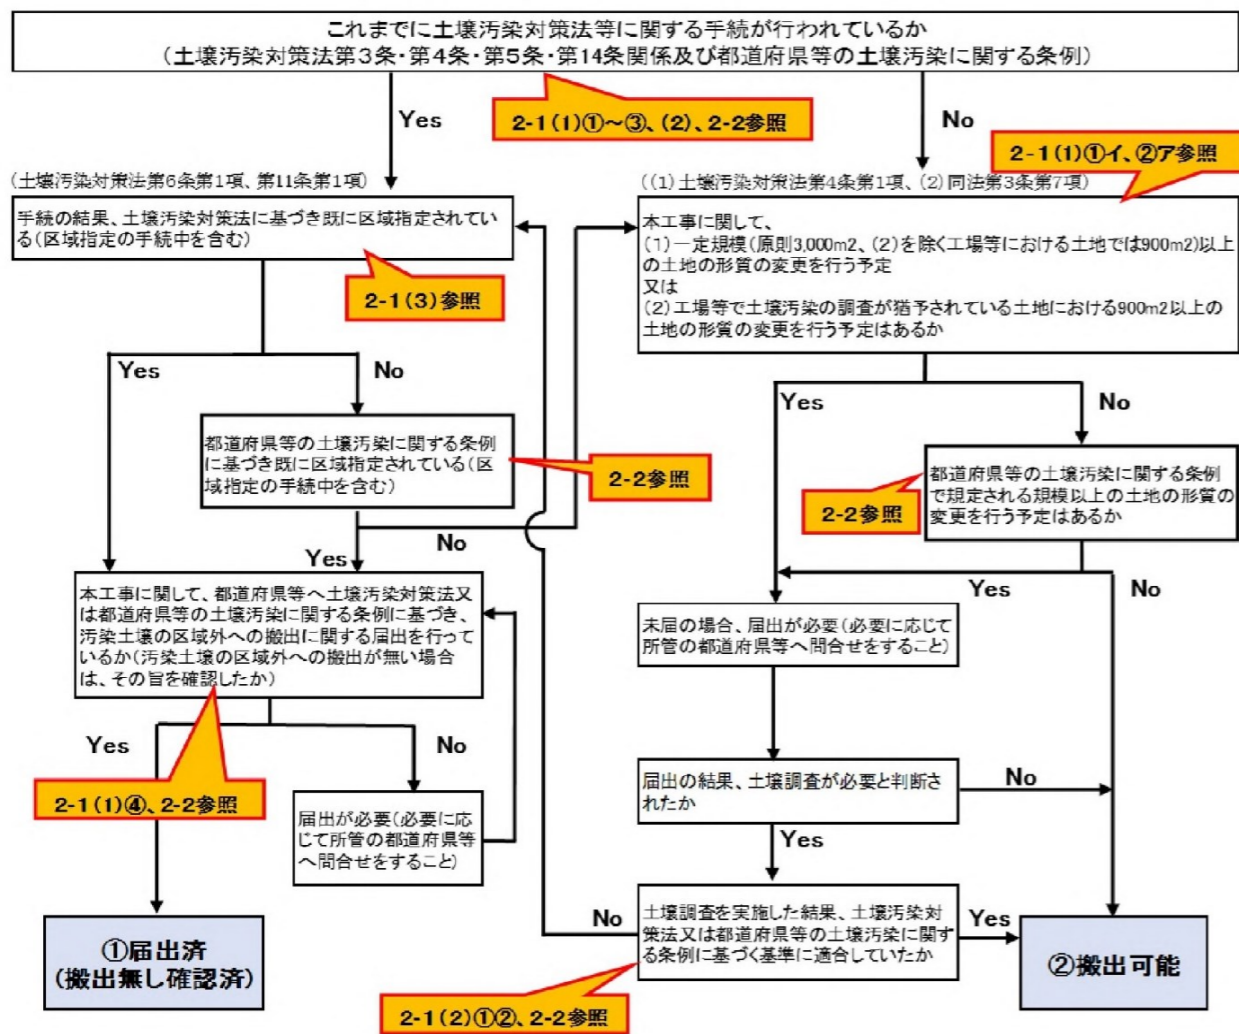 これまでに土壌汚染対策法等に関する手続が行われているか
(土壌汚染対策法第3条・第4条・第5条・第14条関係及び都道府県等の土壌汚染に関する条例)
Yes
2-1(1)①～③、(2)、2-2参照
No
2-1(1)①イ、②ア参照
(土壌汚染対策法第6条第1項、第11条第1項)
((1)土壌汚染対策法第4条第1項、(2)同法第3条第7項)
手続の結果、土壌汚染対策法に基づき既に区域指定されてい
る(区域指定の手続中を含む)
2-1(3)参照
本工事に関して、
(1)一定規模(原則3,000m2、(2)を除く工場等における土地では900m2)以上
の土地の形質の変更を行う予定
又は
(2)工場等で土壌汚染の調査が猶予されている土地における900m2以上の
土地の形質の変更を行う予定はあるか
Yes
No
Yes
No
都道府県等の土壌汚染に関する条例
に基づき既に区域指定されている(区
域指定の手続中を含む)
2-2参照
都道府県等の土壌汚染に関する条例
で規定される規模以上の土地の形質の
変更を行う予定はあるか
2-2参照
Yes
No
Yes
No
本工事に関して、都道府県等へ土壌汚染対策法又
は都道府県等の土壌汚染に関する条例に基づき、
汚染土壌の区域外への搬出に関する届出を行って
いるか(汚染土壌の区域外への搬出が無い場合
は、その旨を確認したか)
未届の場合、届出が必要(必要に応じて
所管の都道府県等へ問合せをすること)
Yes
No
2-1(1)④、2-2参照
届出が必要(必要に応
じて所管の都道府県等
へ問合せをすること)
届出の結果、土壌調査が必要と判断さ
れたか
No
Yes
土壌調査を実施した結果、土壌汚染対
策法又は都道府県等の土壌汚染に関す
る条例に基づく基準に適合していたか
No
Yes
2-1(2)①②、2-2参照
①届出済
(搬出無し確認済)
②搬出可能